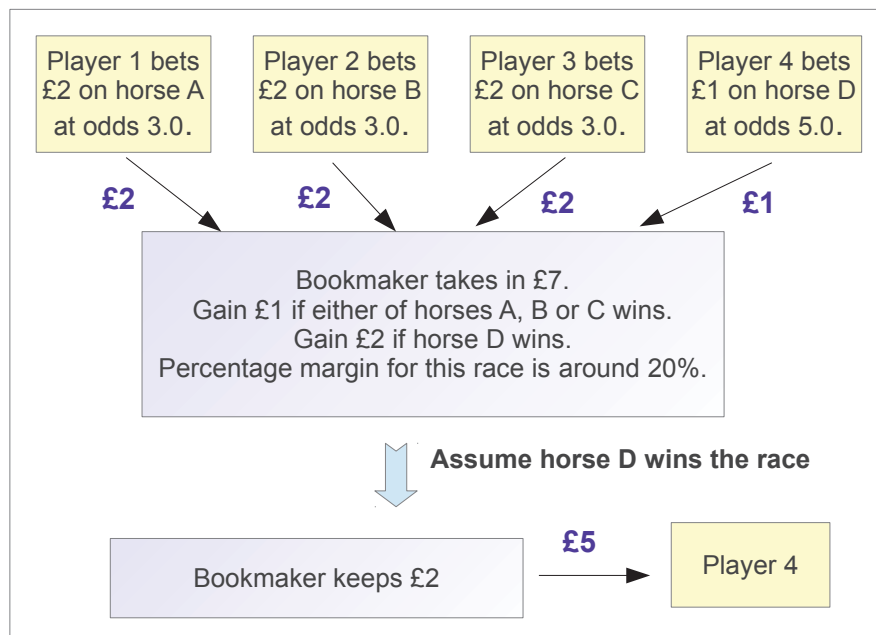 Player 1 bets
£2 on horse A
at odds 3.0.
Player 2 bets
£2 on horse B
at odds 3.0.
Player 3 bets
£2 on horse C
at odds 3.0.
Player 4 bets
£1 on horse D
at odds 5.0.
£2
£2
£2
£1
Bookmaker takes in £7.
Gain £1 if either of horses A, B or C wins.
Gain £2 if horse D wins.
Percentage margin for this race is around 20%.
Assume horse D wins the race
Bookmaker keeps £2
£5
Player 4